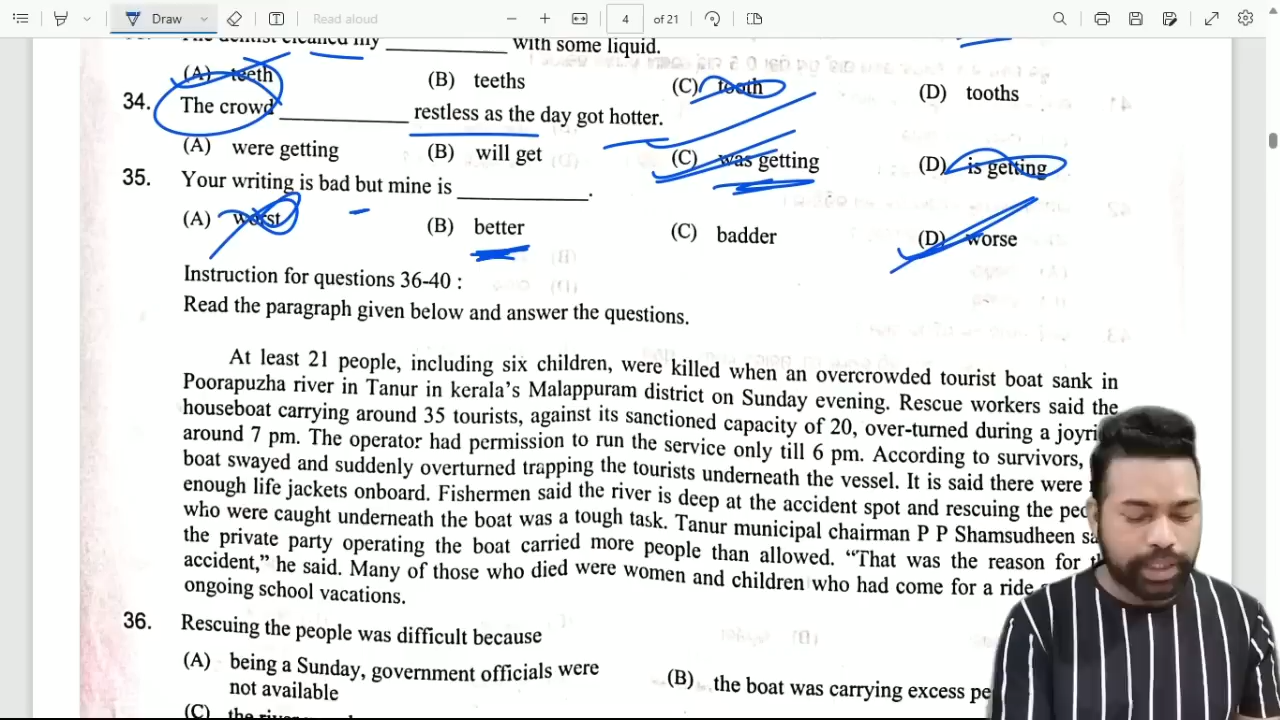 Draw
Read aloud
4
of 21
The dentist cleaned my __________ with some liquid.
(A) teeth (B) teeths (C) tooth (D) tooths
34. The crowd __________ restless as the day got hotter.
(A) were getting (B) will get (C) was getting (D) is getting
35. Your writing is bad but mine is __________.
(A) worst (B) better (C) badder (D) worse
Instruction for questions 36-40 :
Read the paragraph given below and answer the questions.
At least 21 people, including six children, were killed when an overcrowded tourist boat sank in
Poorapuzha river in Tanur in kerala's Malappuram district on Sunday evening. Rescue workers said the
houseboat carrying around 35 tourists, against its sanctioned capacity of 20, over-turned during a
around 7 pm. The operator had permission to run the service only till 6 pm. According to survivors,
boat swayed and suddenly overturned trapping the tourists underneath the vessel. It is said there were
enough life jackets onboard. Fishermen said the river is deep at the accident spot and rescuing the
who were caught underneath the boat was a tough task. Tanur municipal chairman P P Shamsudheen
the private party operating the boat carried more people than allowed. "That was the reason for
accident," he said. Many of those who died were women and children who had come for a ride
ongoing school vacations.
36. Rescuing the people was difficult because
(A) being a Sunday, government officials were
not available
(B) the boat was carrying excess
(C) the